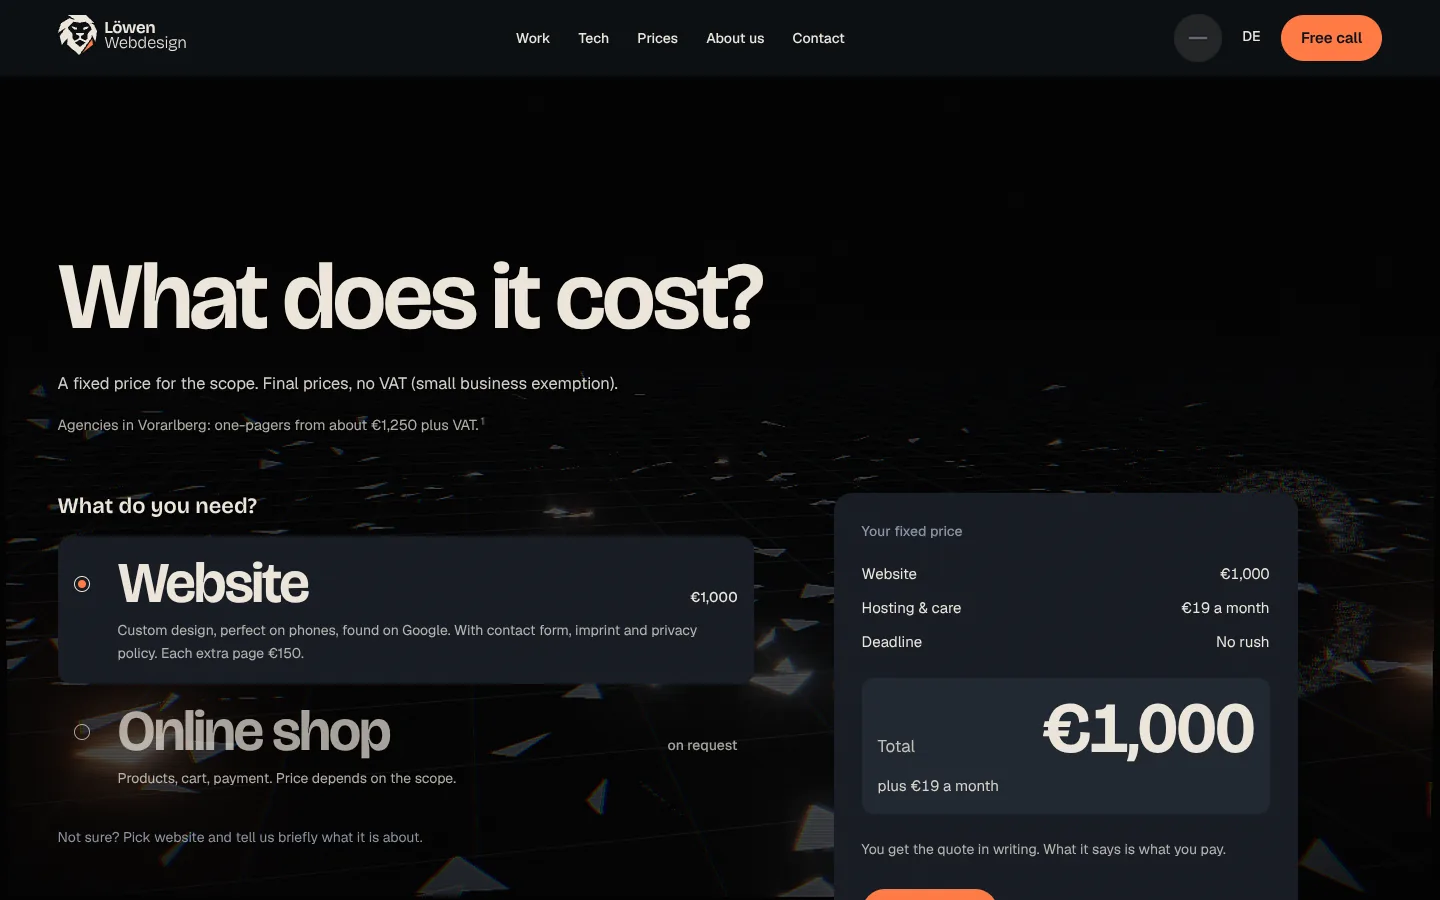 Löwen
Webdesign
Work
Tech
Prices
About us
Contact
DE
Free call
What does it cost?
A fixed price for the scope. Final prices, no VAT (small business exemption).
Agencies in Vorarlberg: one-pagers from about €1,250 plus VAT.¹
What do you need?
Website
€1,000
Custom design, perfect on phones, found on Google. With contact form, imprint and privacy
policy. Each extra page €150.
Online shop
on request
Products, cart, payment. Price depends on the scope.
Not sure? Pick website and tell us briefly what it is about.
Your fixed price
Website €1,000
Hosting & care €19 a month
Deadline No rush
Total €1,000
plus €19 a month
You get the quote in writing. What it says is what you pay.